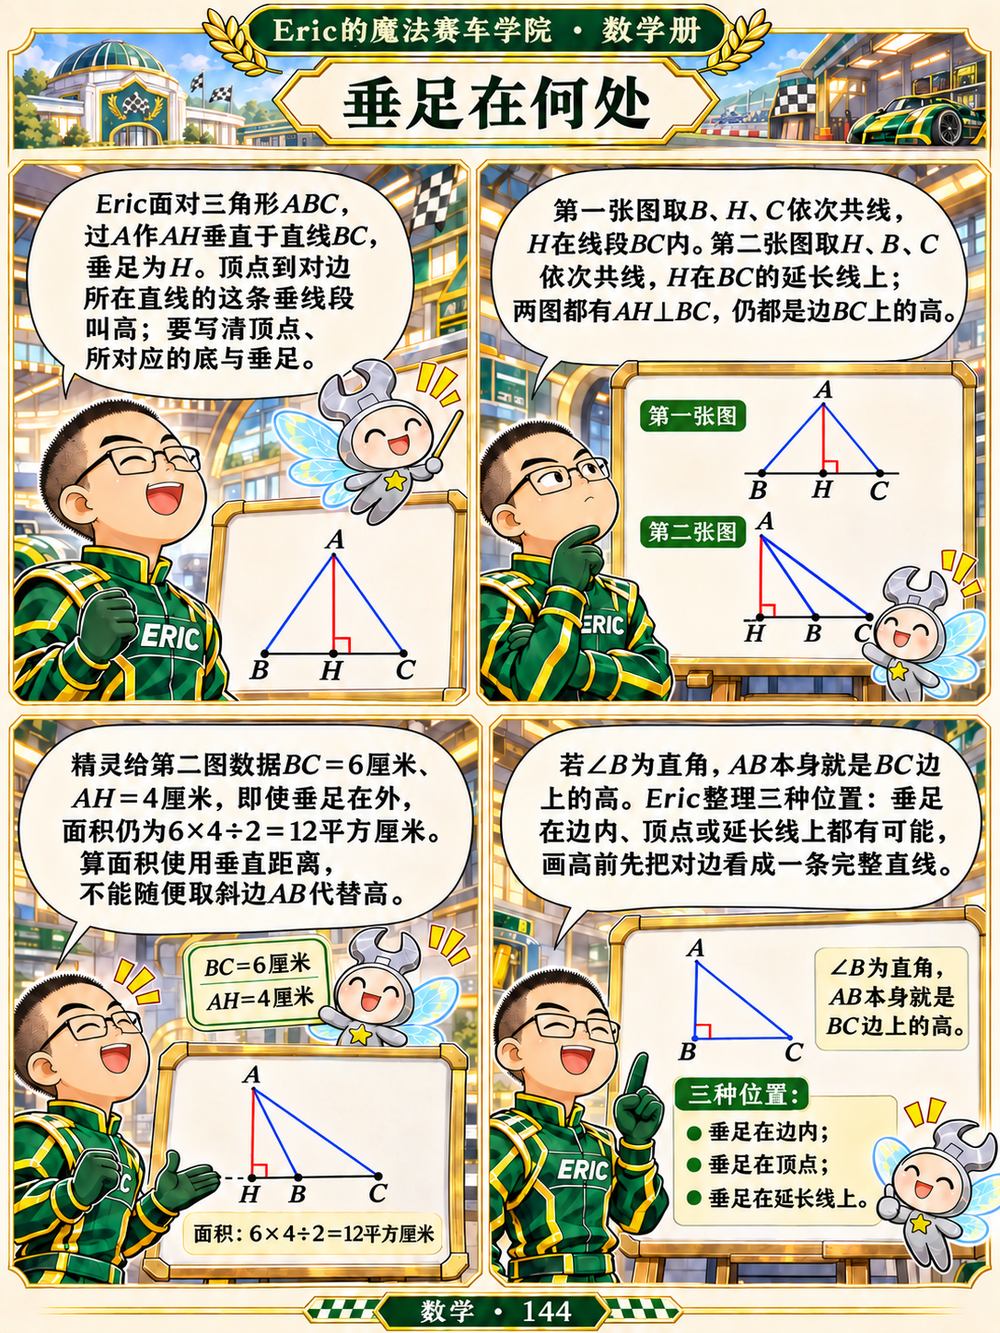 Eric的魔法赛车学院 · 数学册
垂足在何处
Eric面对三角形ABC，
过A作AH垂直于直线BC，
垂足为H。顶点到对边
所在直线的这条垂线段
叫高；要写清顶点、
所对应的底与垂足。
A
B
H
C
ERIC
第一张图取B、H、C依次共线，
H在线段BC内。第二张图取H、B、C
依次共线，H在BC的延长线上；
两图都有AH⊥BC，仍都是边BC上的高。
第一张图
A
B
H
C
第二张图
A
H
B
C
ERIC
精灵给第二图数据BC＝6厘米、
AH＝4厘米，即使垂足在外，
面积仍为6×4÷2＝12平方厘米。
算面积使用垂直距离，
不能随便取斜边AB代替高。
BC=6厘米
AH=4厘米
A
H
B
C
C
面积：6×4÷2=12平方厘米
若∠B为直角，AB本身就是BC边
上的高。Eric整理三种位置：垂足
在边内、顶点或延长线上都有可能，
画高前先把对边看成一条完整直线。
A
B
C
∠B为直角，
AB本身就是
BC边上的高。
三种位置：
垂足在边内；
垂足在顶点；
垂足在延长线上。
ERIC
数学 · 144